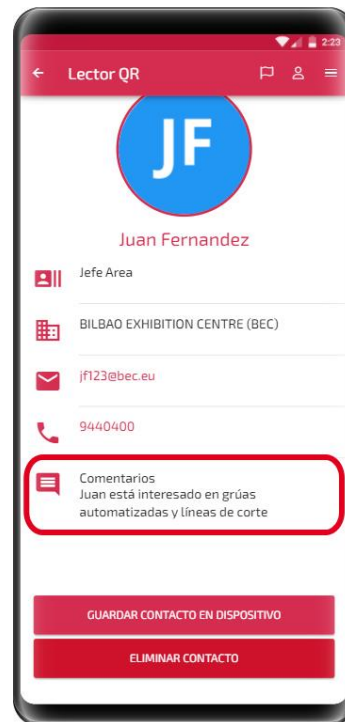 2:23
Lector QR
JF
Juan Fernandez
Jefe Area
BILBAO EXHIBITION CENTRE (BEC)
jf123@bec.eu
9440400
Comentarios
Juan está interesado en grúas
automatizadas y líneas de corte
GUARDAR CONTACTO EN DISPOSITIVO
ELIMINAR CONTACTO